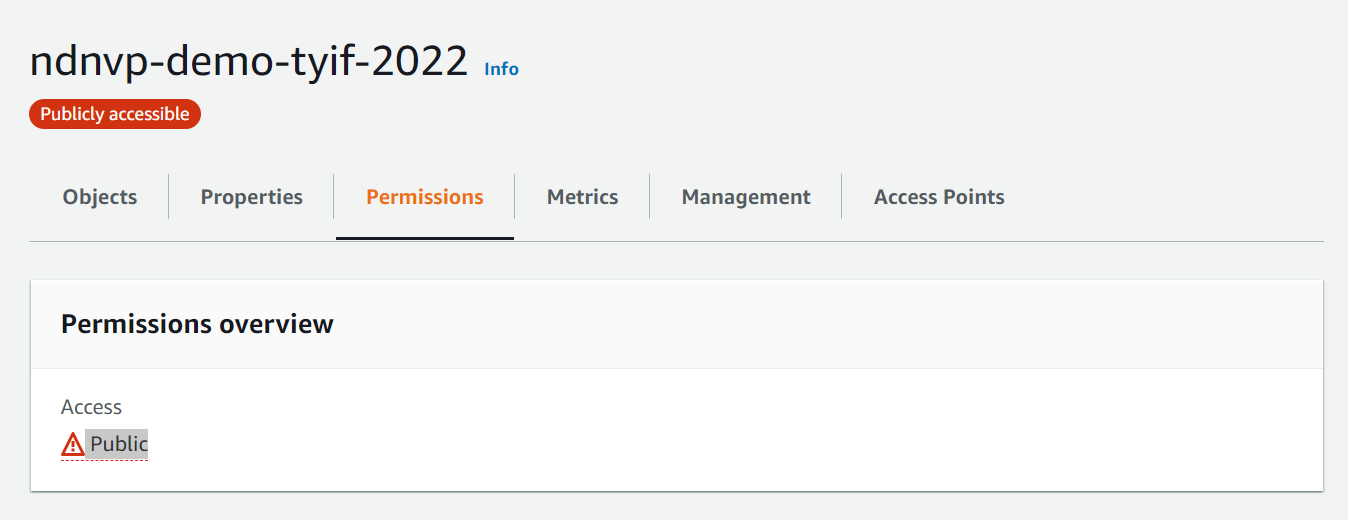 ndnvp-demo-tyif-2022 Info
Publicly accessible
Objects Properties Permissions Metrics Management Access Points
Permissions overview
Access
Public